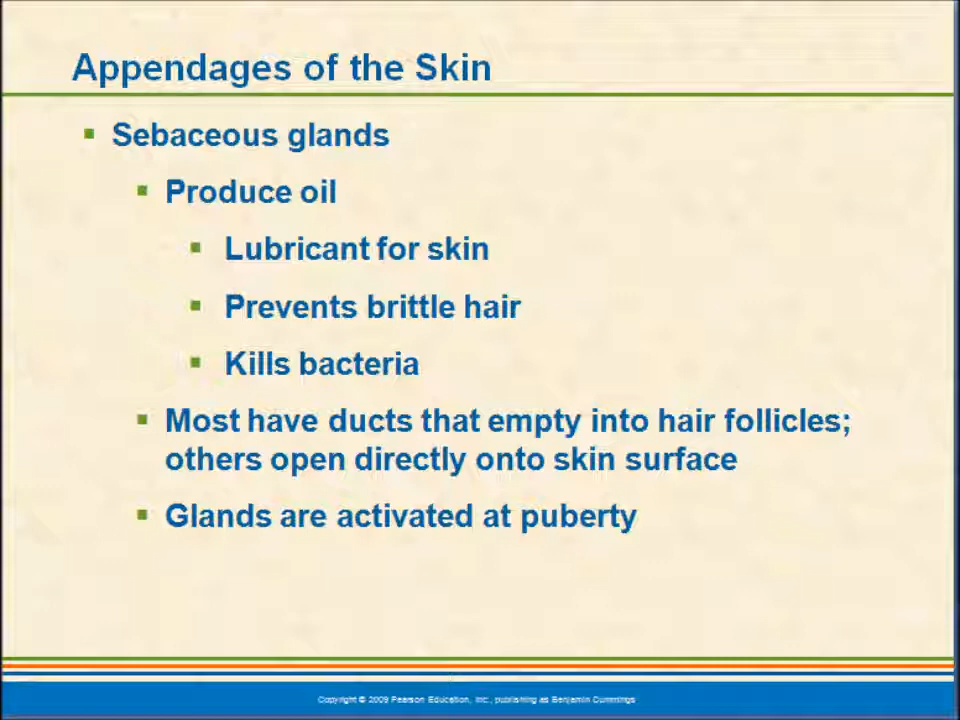 Appendages of the Skin
Sebaceous glands
Produce oil
Lubricant for skin
Prevents brittle hair
Kills bacteria
Most have ducts that empty into hair follicles;
others open directly onto skin surface
Glands are activated at puberty
Copyright © 2009 Pearson Education, Inc., publishing as Benjamin Cummings